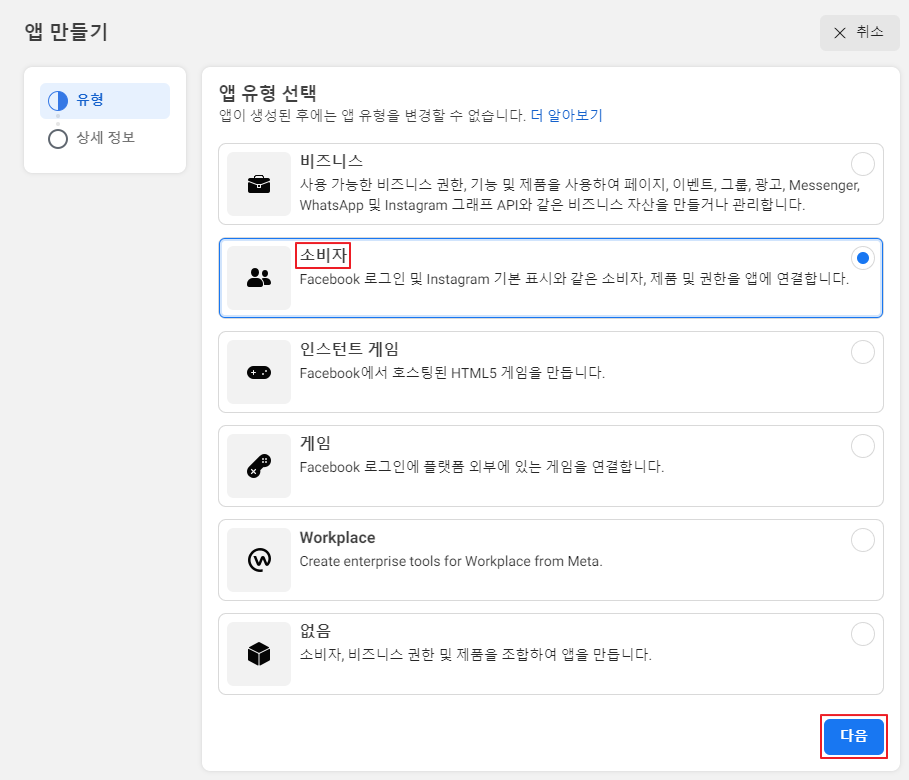 앱 만들기
취소
유형
상세 정보
앱 유형 선택
앱이 생성된 후에는 앱 유형을 변경할 수 없습니다. 더 알아보기
비즈니스
사용 가능한 비즈니스 권한, 기능 및 제품을 사용하여 페이지, 이벤트, 그룹, 광고, Messenger,
WhatsApp 및 Instagram 그래프 API와 같은 비즈니스 자산을 만들거나 관리합니다.
소비자
Facebook 로그인 및 Instagram 기본 표시와 같은 소비자, 제품 및 권한을 앱에 연결합니다.
인스턴트 게임
Facebook에서 호스팅된 HTML5 게임을 만듭니다.
게임
Facebook 로그인에 플랫폼 외부에 있는 게임을 연결합니다.
Workplace
Create enterprise tools for Workplace from Meta.
없음
소비자, 비즈니스 권한 및 제품을 조합하여 앱을 만듭니다.
다음